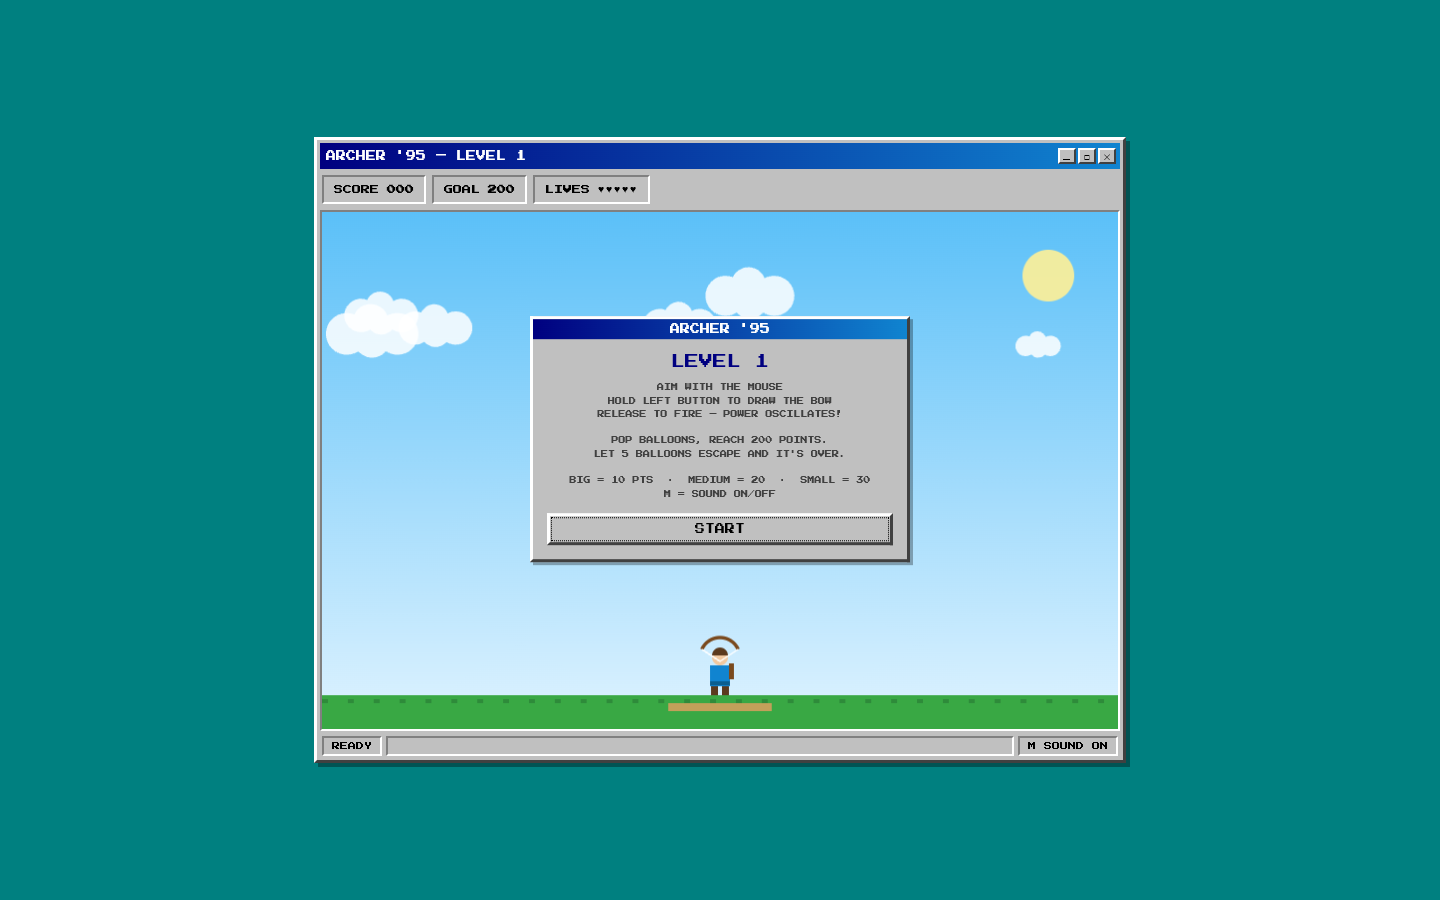 ARCHER '95 — LEVEL 1
SCORE 000
GOAL 200
LIVES ♥♥♥♥♥
ARCHER '95
LEVEL 1
AIM WITH THE MOUSE
HOLD LEFT BUTTON TO DRAW THE BOW
RELEASE TO FIRE — POWER OSCILLATES!
POP BALLOONS, REACH 200 POINTS.
LET 5 BALLOONS ESCAPE AND IT'S OVER.
BIG = 10 PTS · MEDIUM = 20 · SMALL = 30
M = SOUND ON/OFF
START
READY
M SOUND ON